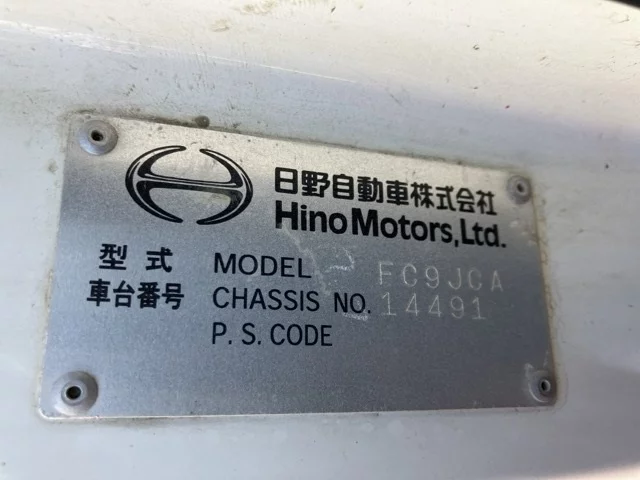 日野自動車株式会社
Hino Motors, Ltd.
型式 MODEL FC9JCA
車台番号 CHASSIS NO. 14491
P. S. CODE